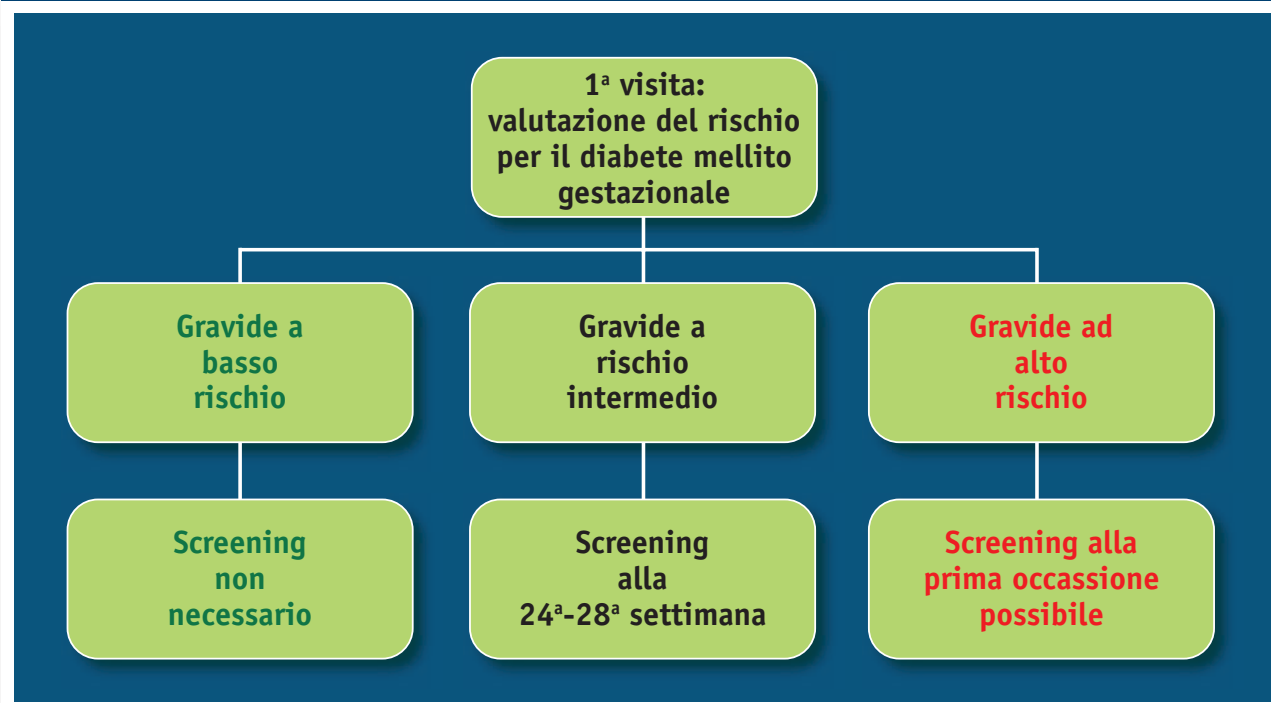 1ª visita:
valutazione del rischio
per il diabete mellito
gestazionale
Gravide a
basso
rischio
Gravide a
rischio
intermedio
Gravide ad
alto
rischio
Screening
non
necessario
Screening
alla
24ª-28ª settimana
Screening alla
prima occassione
possibile